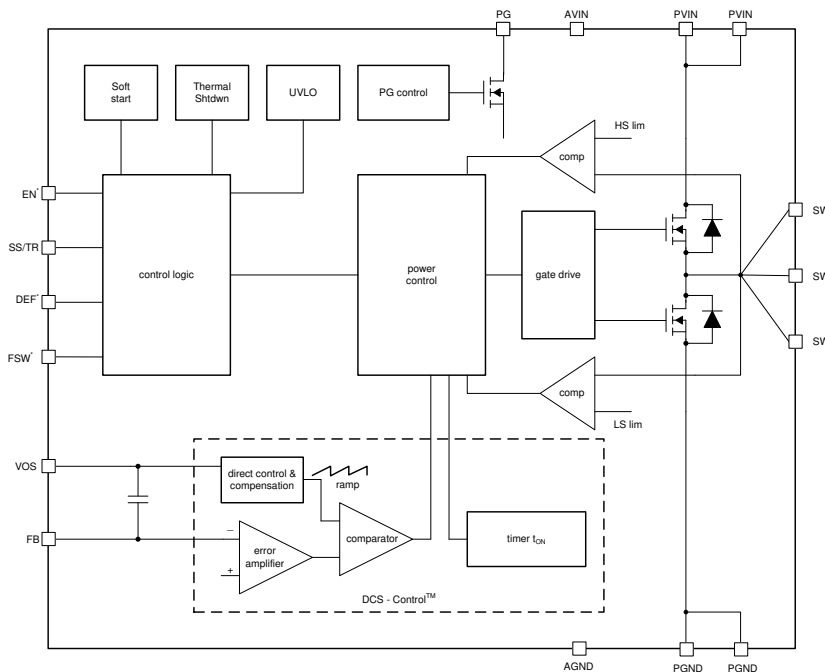 PG
AVIN
PVIN
PVIN
Soft
start
Thermal
Shtdwn
UVLO
PG control
HS lim
comp
EN*
SS/TR
DEF*
FSW*
control logic
power
control
gate drive
SW
SW
SW
comp
LS lim
VOS
FB
direct control &
compensation
ramp
_
error
amplifier
+
comparator
timer tON
DCS - Control™
AGND
PGND
PGND